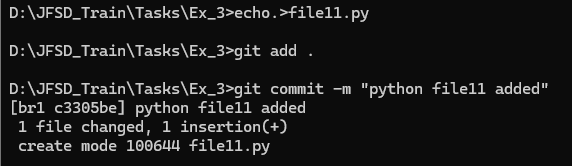 D:\JFSD_Train\Tasks\Ex_3>echo.>file11.py
D:\JFSD_Train\Tasks\Ex_3>git add .
D:\JFSD_Train\Tasks\Ex_3>git commit -m "python file11 added"
[br1 c3305be] python file11 added
 1 file changed, 1 insertion(+)
 create mode 100644 file11.py